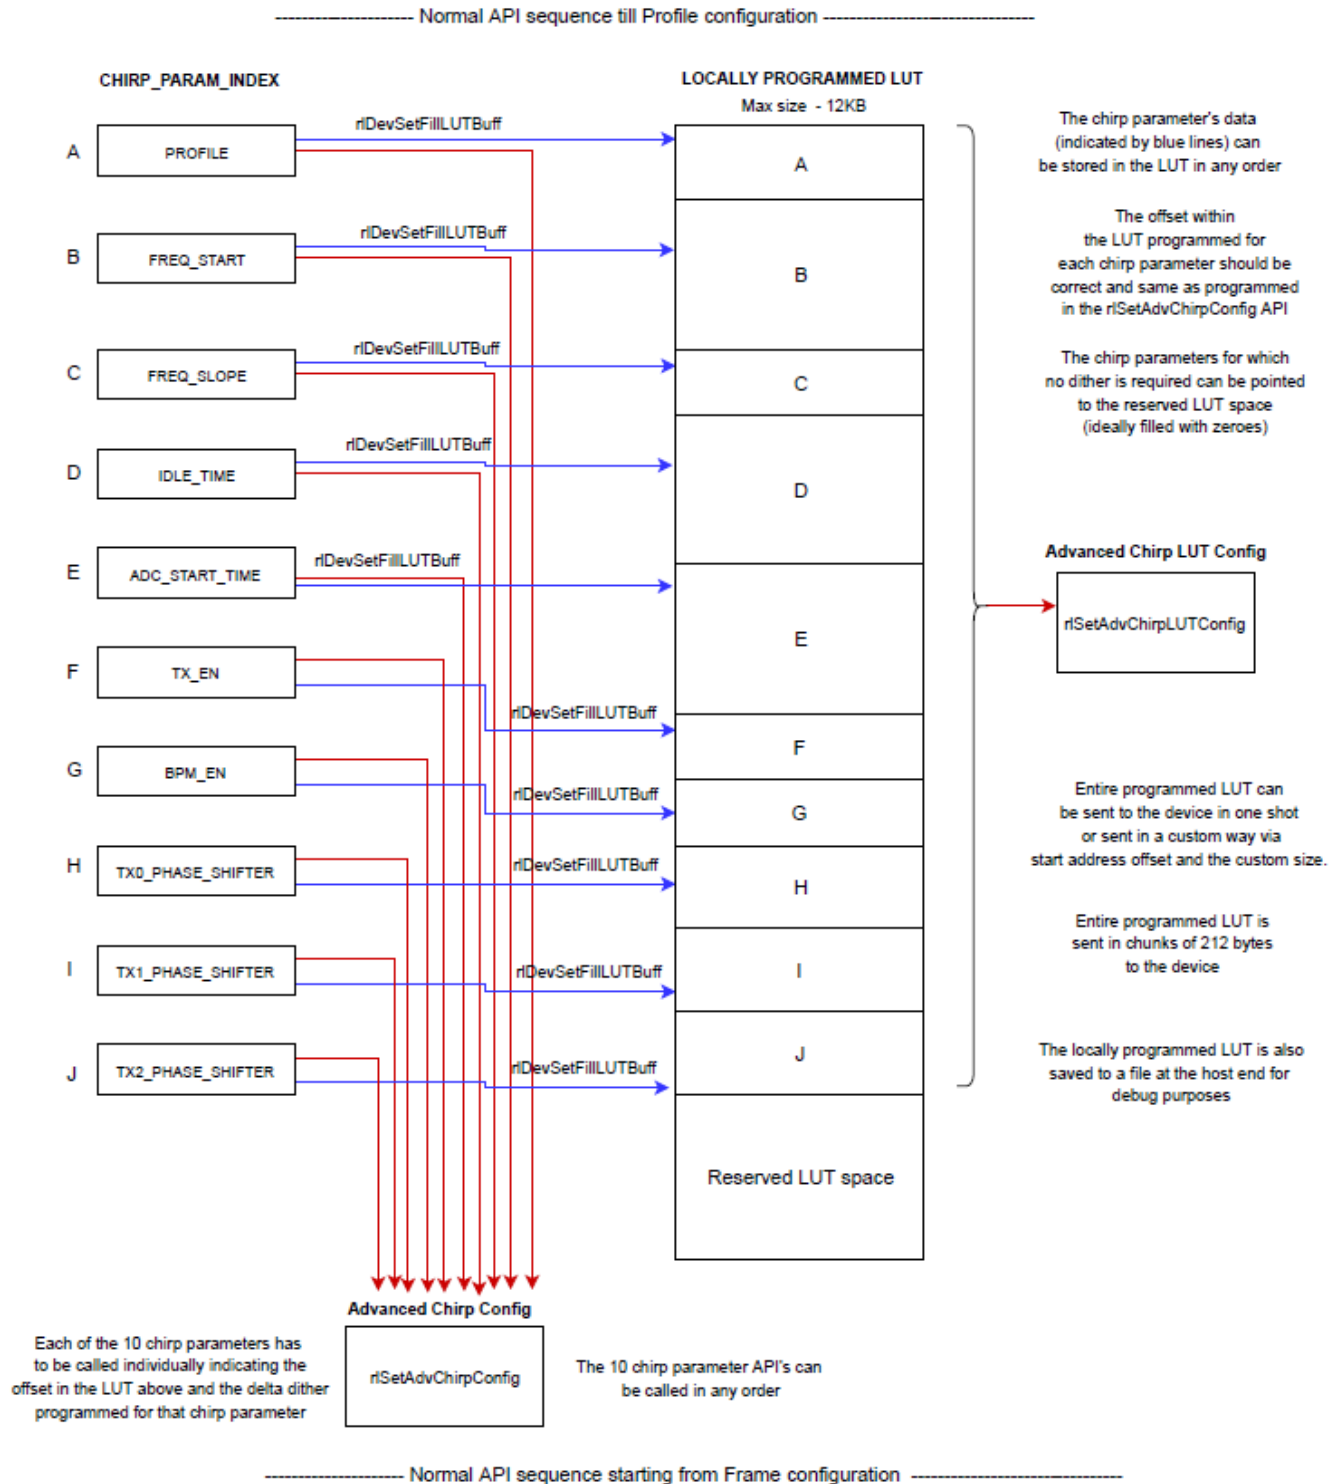 --------------------- Normal API sequence till Profile configuration --------------------------------
CHIRP_PARAM_INDEX
LOCALLY PROGRAMMED LUT
Max size - 12KB
A
PROFILE
rlDevSetFillLUTBuff
A
The chirp parameter's data
(indicated by blue lines) can
be stored in the LUT in any order
B
FREQ_START
rlDevSetFillLUTBuff
B
The offset within
the LUT programmed for
each chirp parameter should be
correct and same as programmed
in the rlSetAdvChirpConfig API
C
FREQ_SLOPE
rlDevSetFillLUTBuff
C
The chirp parameters for which
no dither is required can be pointed
to the reserved LUT space
(ideally filled with zeroes)
D
IDLE_TIME
rlDevSetFillLUTBuff
D
E
ADC_START_TIME
rlDevSetFillLUTBuff
E
Advanced Chirp LUT Config
rlSetAdvChirpLUTConfig
F
TX_EN
rlDevSetFillLUTBuff
F
G
BPM_EN
rlDevSetFillLUTBuff
G
Entire programmed LUT can
be sent to the device in one shot
or sent in a custom way via
start address offset and the custom size.
H
TX0_PHASE_SHIFTER
rlDevSetFillLUTBuff
H
Entire programmed LUT is
sent in chunks of 212 bytes
to the device
I
TX1_PHASE_SHIFTER
rlDevSetFillLUTBuff
I
J
TX2_PHASE_SHIFTER
rlDevSetFillLUTBuff
J
The locally programmed LUT is also
saved to a file at the host end for
debug purposes
Reserved LUT space
Advanced Chirp Config
rlSetAdvChirpConfig
Each of the 10 chirp parameters has
to be called individually indicating the
offset in the LUT above and the delta dither
programmed for that chirp parameter
The 10 chirp parameter API's can
be called in any order
--------------------- Normal API sequence starting from Frame configuration --------------------------------